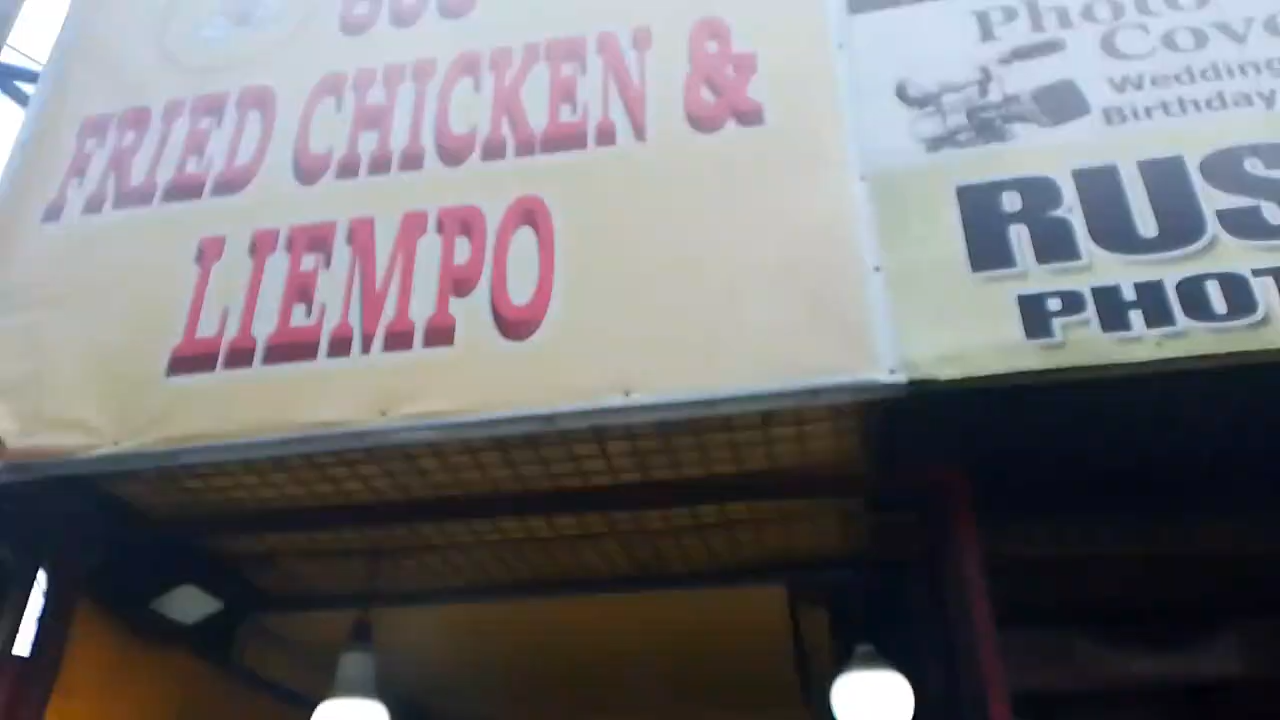 FRIED CHICKEN &
LIEMPO
Photo
Cove
Wedding
Birthday
RUS
PHOT